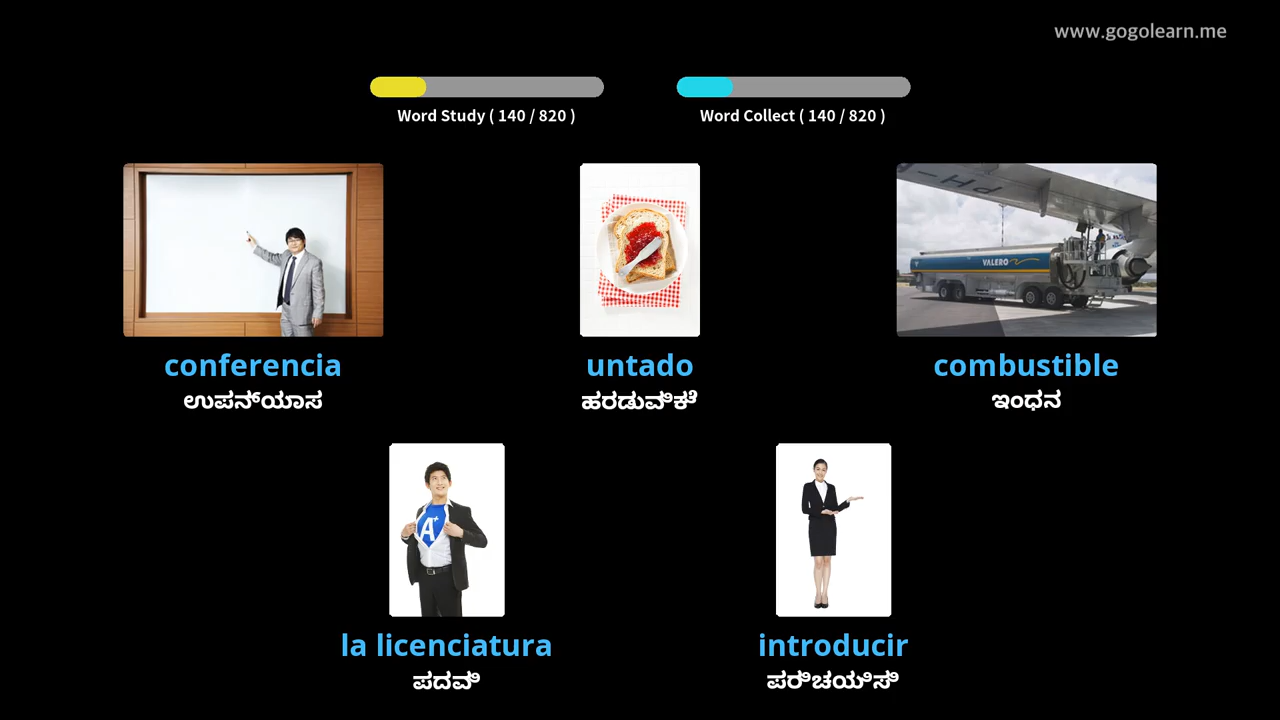 www.gogolearn.me
Word Study ( 140 / 820 )
Word Collect ( 140 / 820 )
VALERO
conferencia
untado
combustible
ಉಪನ್ಯಾಸ
ಹರಡುವಿಕೆ
ಇಂಧನ
A+
la licenciatura
introducir
ಪದವಿ
ಪರಿಚಯಿಸಿ